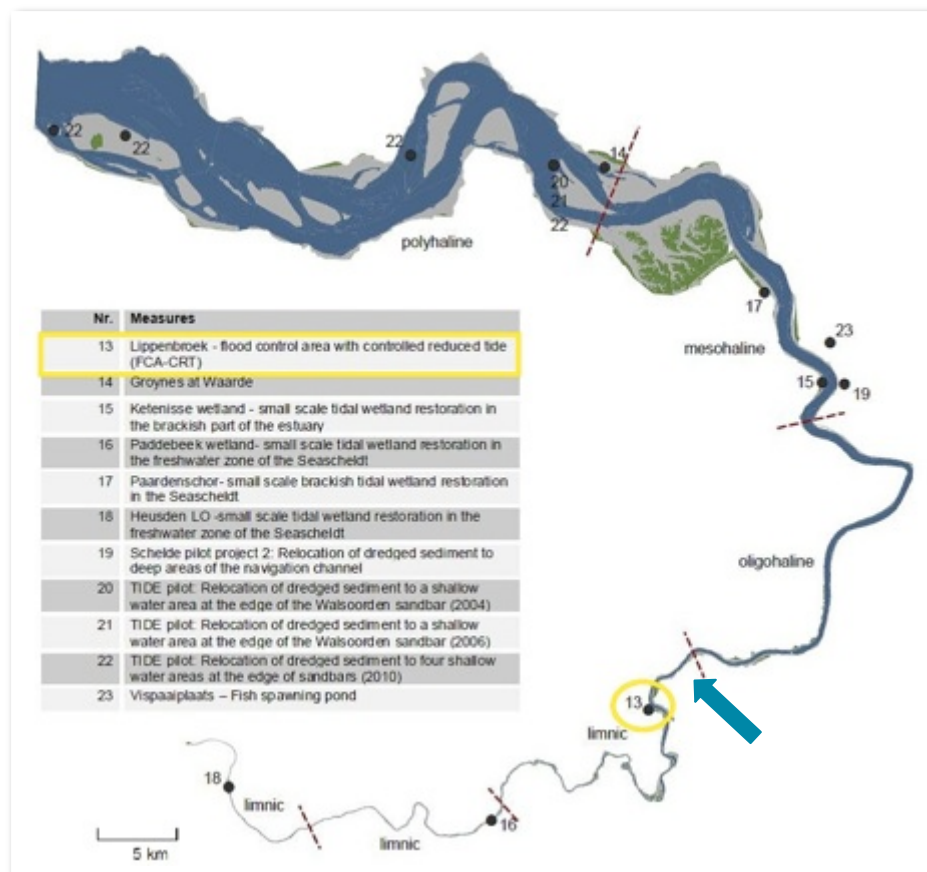 22
22
22
14
20
21
22
polyhaline
17
23
mesohaline
15
19
Nr. Measures
13 Lippenbroek - flood control area with controlled reduced tide
(FCA-CRT)
14 Groynes at Waarde
15 Ketenisse wetland - small scale tidal wetland restoration in
the brackish part of the estuary
16 Paddebeek wetland- small scale tidal wetland restoration in
the freshwater zone of the Seascheldt
17 Paardenschor- small scale brackish tidal wetland restoration
in the Seascheldt
18 Heusden LO -small scale tidal wetland restoration in the
freshwater zone of the Seascheldt
19 Schelde pilot project 2: Relocation of dredged sediment to
deep areas of the navigation channel
20 TIDE pilot: Relocation of dredged sediment to a shallow
water area at the edge of the Walsoorden sandbar (2004)
21 TIDE pilot: Relocation of dredged sediment to a shallow
water area at the edge of the Walsoorden sandbar (2006)
22 TIDE pilot: Relocation of dredged sediment to four shallow
water areas at the edge of sandbars (2010)
23 Vispaaiplaats – Fish spawning pond
oligohaline
13
limnic
18
limnic
16
limnic
5 km